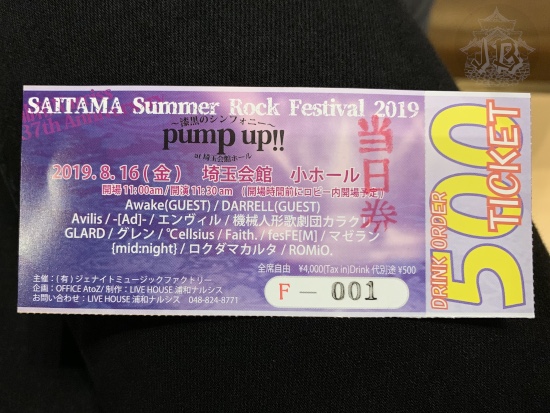 SAITAMA Summer Rock Festival 2019
37th
～漆黒のシンフォニー～
pump up!!
at 埼玉会館ホール
当日券
2019.8.16(金) 埼玉会館 小ホール
開場11:00am/開演11:30am (開場時間前にロビー内開場予定)
Awake(GUEST) / DARRELL(GUEST)
Avilis / -[Ad]- / エンヴィル / 機械人形歌劇団カラクリ
GLARD / グレン / ℃ellsius / Faith. / fesFE[M] / マゼラン
{mid:night} / ロクダマカルタ / ROMiO.
全席自由 ¥4,000(Tax in)Drink 代別途 ¥500
主催：(有)ジェナイトミュージックファクトリー
企画：OFFICE AtoZ/ 制作：LIVE HOUSE 浦和ナルシス
お問い合わせ：LIVE HOUSE 浦和ナルシス 048-824-8771
F - 001
DRINK ORDER
500
TICKET
JB